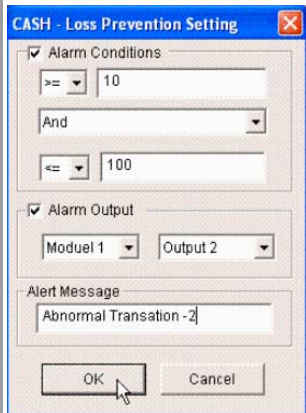 CASH - Loss Prevention Setting
Alarm Conditions
>= 10
And
<= 100
Alarm Output
Moduel 1 Output 2
Alert Message
Abnormal Transation -2
OK Cancel